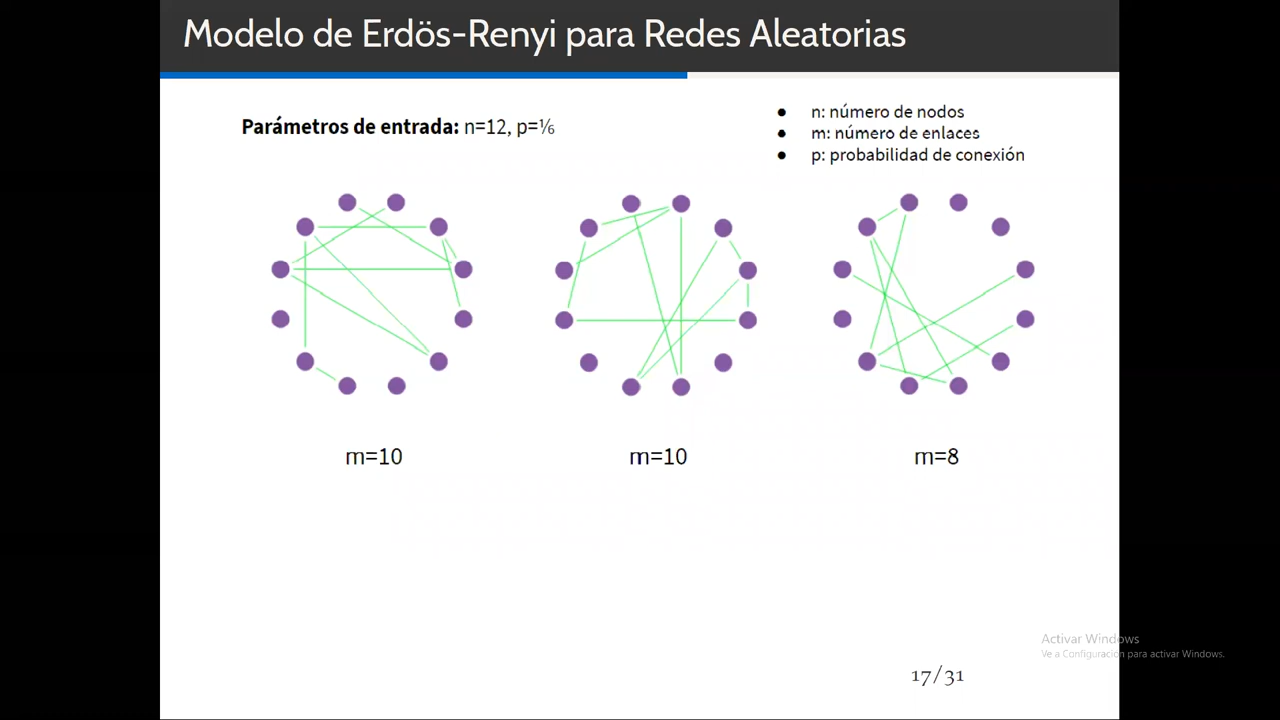 Modelo de Erdös-Renyi para Redes Aleatorias
Parámetros de entrada: n=12, p=⅙
● n: número de nodos
● m: número de enlaces
● p: probabilidad de conexión
m=10
m=10
m=8
Activar Windows
Ve a Configuración para activar Windows.
17/31